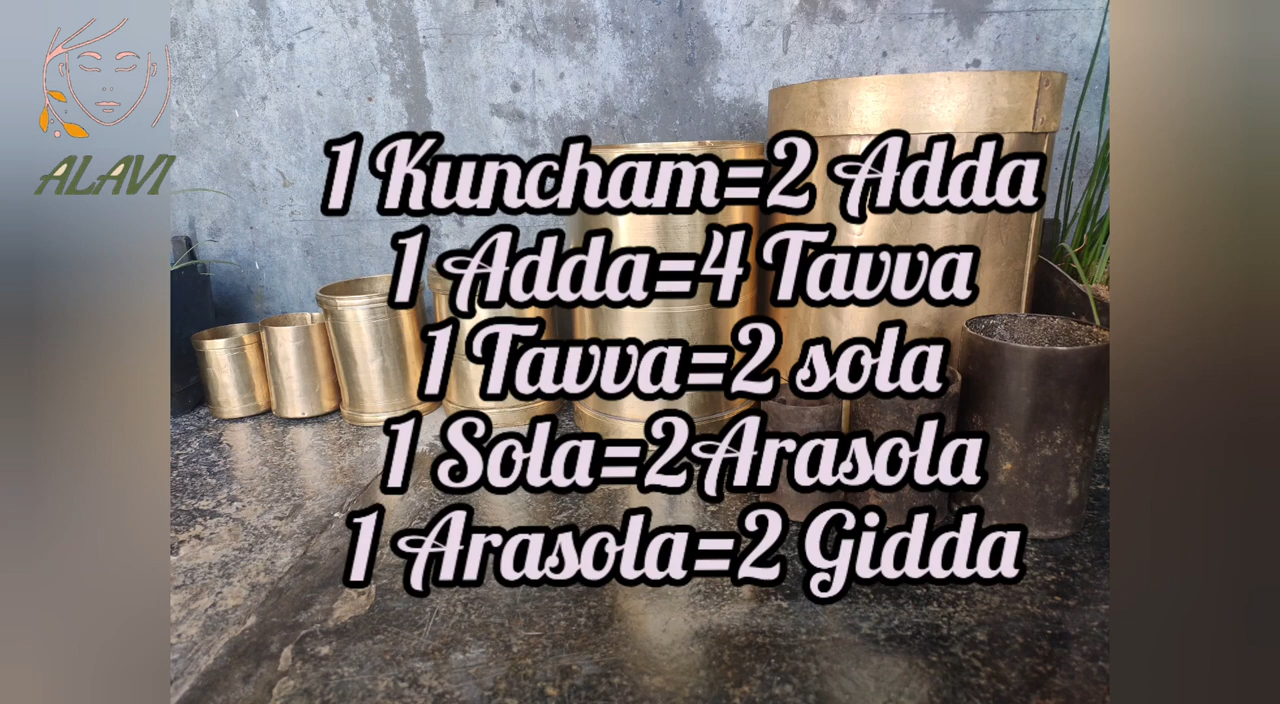 ALAVI
1 Kuncham=2 Adda
1 Adda=4 Tavva
1 Tavva=2 sola
1 Sola=2Arasola
1 Arasola=2 Gidda